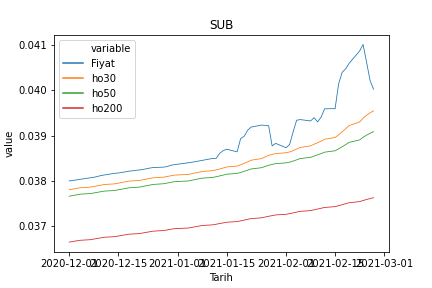 SUB
variable
Fiyat
ho30
ho50
ho200
value
0.041
0.040
0.039
0.038
0.037
2020-12-01
2020-12-15
2021-01-01
2021-01-15
2021-02-01
2021-02-15
2021-03-01
Tarih